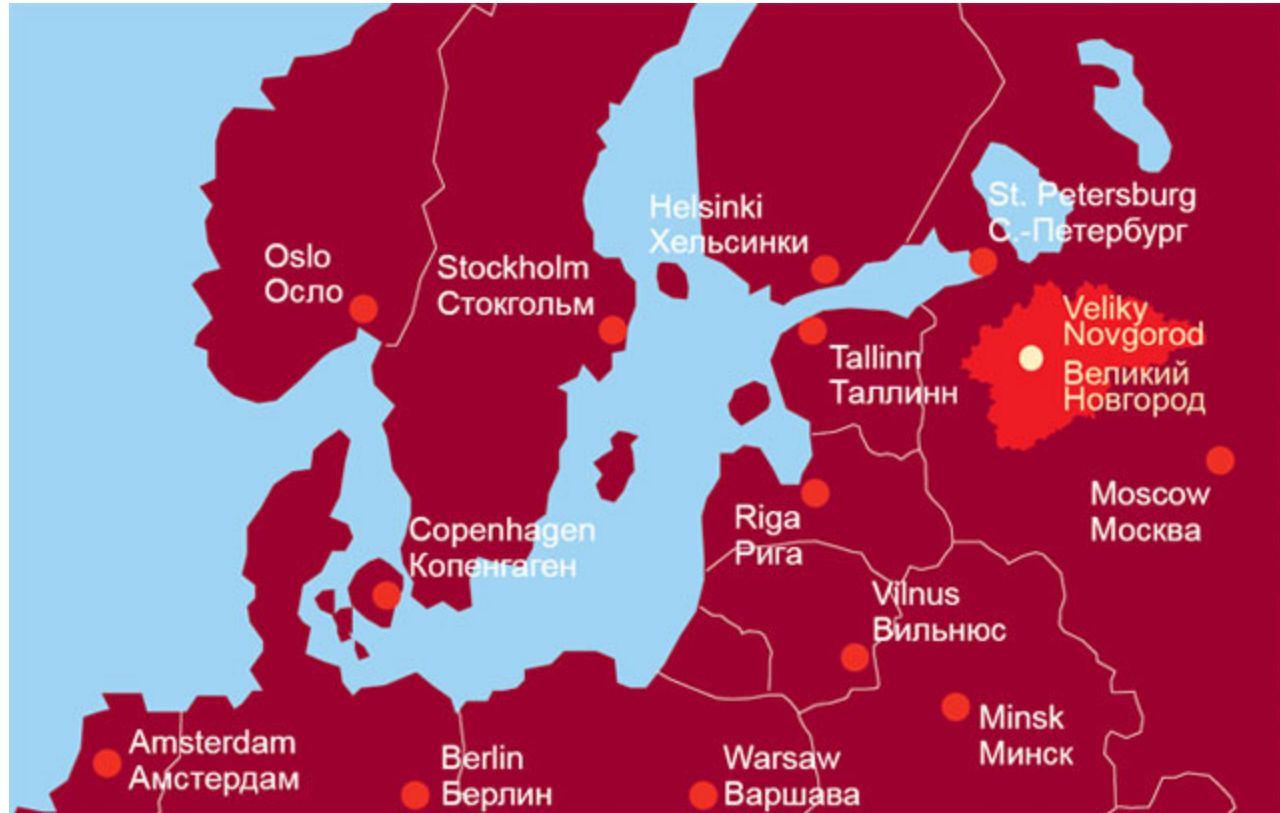 St. Petersburg
С.-Петербург
Helsinki
Хельсинки
Oslo
Осло
Stockholm
Стокгольм
Veliky
Novgorod
Великий
Новгород
Tallinn
Таллинн
Moscow
Москва
Riga
Рига
Copenhagen
Копенгаген
Vilnus
Вильнюс
Minsk
Минск
Amsterdam
Амстердам
Berlin
Берлин
Warsaw
Варшава